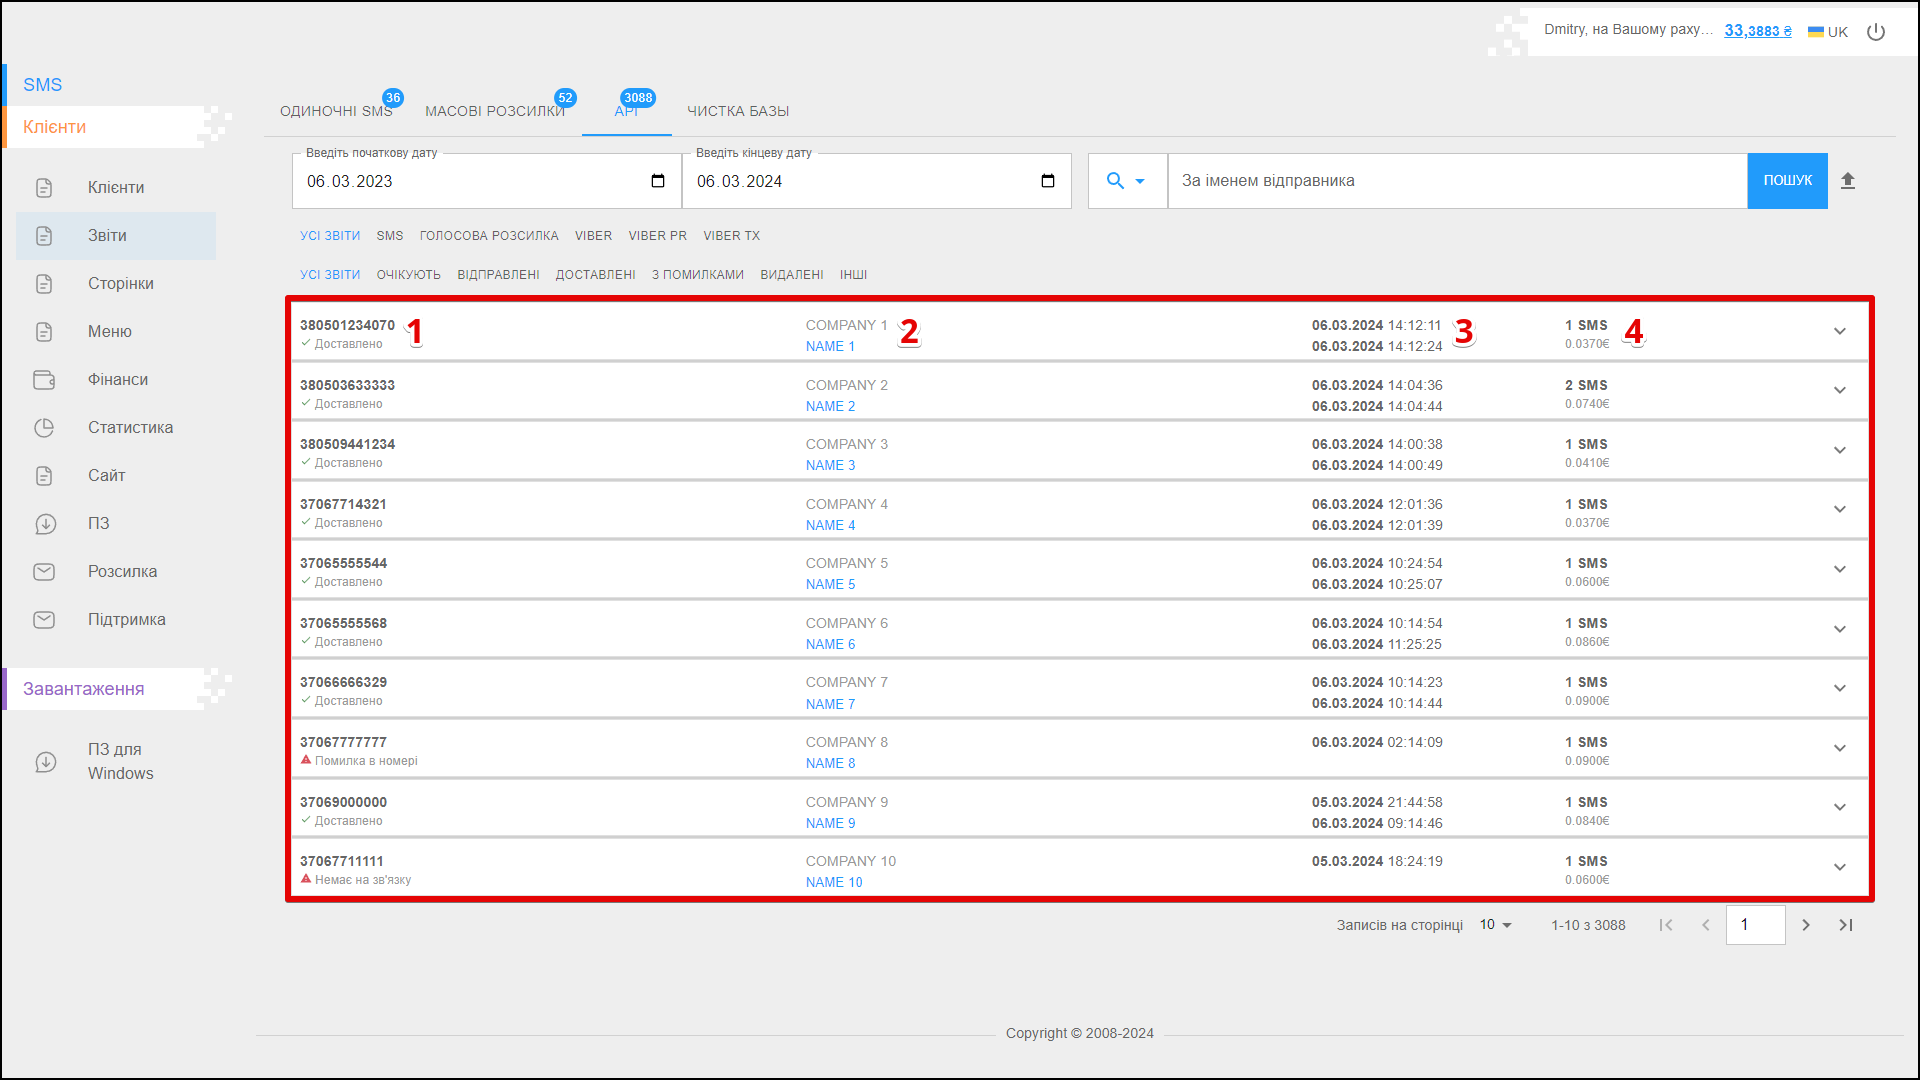 Dmitry, на Вашому раху... 33,3883 ₴ UK
SMS
Клієнти
Клієнти
Звіти
Сторінки
Меню
Фінанси
Статистика
Сайт
ПЗ
Розсилка
Підтримка
Завантаження
ПЗ для
Windows
ОДИНОЧНІ SMS 36 МАСОВІ РОЗСИЛКИ 52 API 3088 ЧИСТКА БАЗЫ
Введіть початкову дату Введіть кінцеву дату
06.03.2023 06.03.2024 За іменем відправника ПОШУК
УСІ ЗВІТИ SMS ГОЛОСОВА РОЗСИЛКА VIBER VIBER PR VIBER TX
УСІ ЗВІТИ ОЧІКУЮТЬ ВІДПРАВЛЕНІ ДОСТАВЛЕНІ З ПОМИЛКАМИ ВИДАЛЕНІ ІНШІ
380501234070 1 COMPANY 1 2 06.03.2024 14:12:11 3 1 SMS 4
Доставлено NAME 1 06.03.2024 14:12:24 0.0370€
380503633333 COMPANY 2 06.03.2024 14:04:36 2 SMS
Доставлено NAME 2 06.03.2024 14:04:44 0.0740€
380509441234 COMPANY 3 06.03.2024 14:00:38 1 SMS
Доставлено NAME 3 06.03.2024 14:00:49 0.0410€
37067714321 COMPANY 4 06.03.2024 12:01:36 1 SMS
Доставлено NAME 4 06.03.2024 12:01:39 0.0370€
37065555544 COMPANY 5 06.03.2024 10:24:54 1 SMS
Доставлено NAME 5 06.03.2024 10:25:07 0.0600€
37065555568 COMPANY 6 06.03.2024 10:14:54 1 SMS
Доставлено NAME 6 06.03.2024 11:25:25 0.0860€
37066666329 COMPANY 7 06.03.2024 10:14:23 1 SMS
Доставлено NAME 7 06.03.2024 10:14:44 0.0900€
37067777777 COMPANY 8 06.03.2024 02:14:09 1 SMS
Помилка в номері NAME 8 0.0900€
37069000000 COMPANY 9 05.03.2024 21:44:58 1 SMS
Доставлено NAME 9 06.03.2024 09:14:46 0.0840€
37067711111 COMPANY 10 05.03.2024 18:24:19 1 SMS
Немає на зв'язку NAME 10 0.0600€
Записів на сторінці 10 1-10 з 3088 1
Copyright © 2008-2024